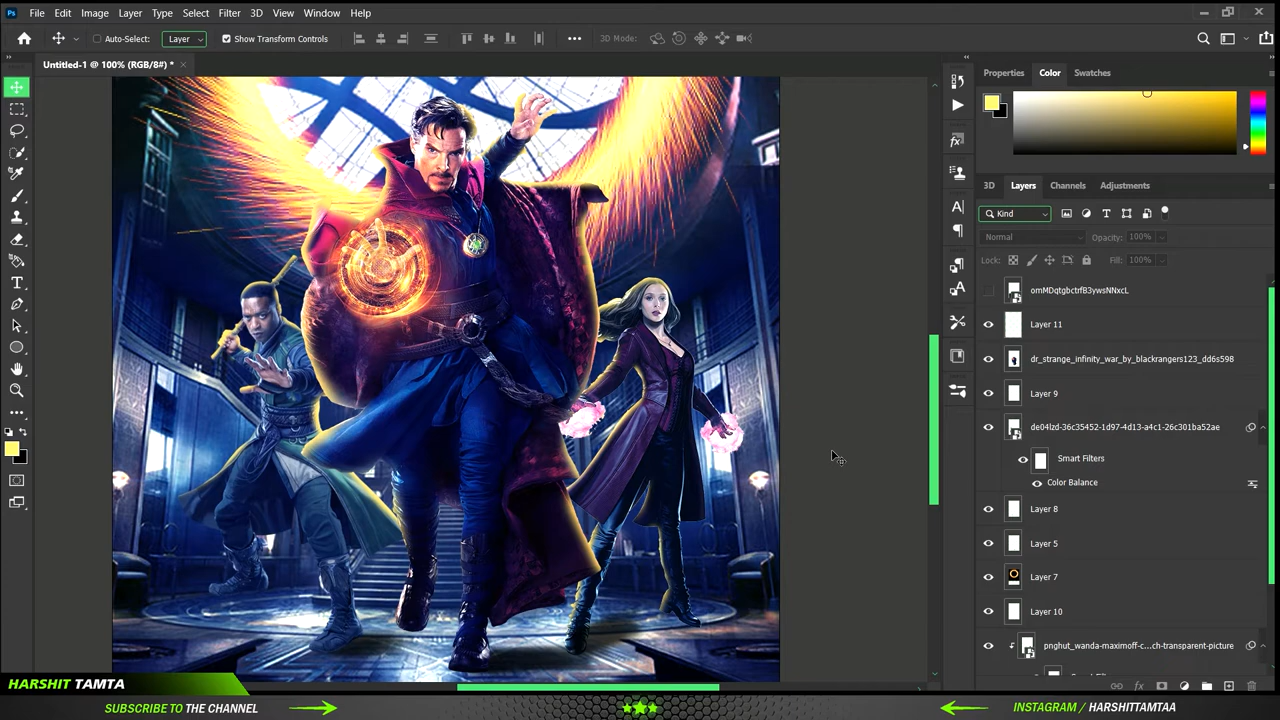 Ps File Edit Image Layer Type Select Filter 3D View Window Help
Auto-Select: Layer Show Transform Controls 3D Mode:
Untitled-1 @ 100% (RGB/8#) *
Properties Color Swatches
3D Layers Channels Adjustments
Kind
Normal Opacity: 100%
Lock: Fill: 100%
omMDqtgbctrfB3ywsNNxcL
Layer 11
dr_strange_infinity_war_by_blackrangers123_dd6s598
Layer 9
de04lzd-36c35452-1d97-4d13-a4c1-26c301ba52ae
Smart Filters
Color Balance
Layer 8
Layer 5
Layer 7
Layer 10
pnghut_wanda-maximoff-c...ch-transparent-picture
HARSHIT TAMTA
SUBSCRIBE TO THE CHANNEL
INSTAGRAM / HARSHITTAMTAA